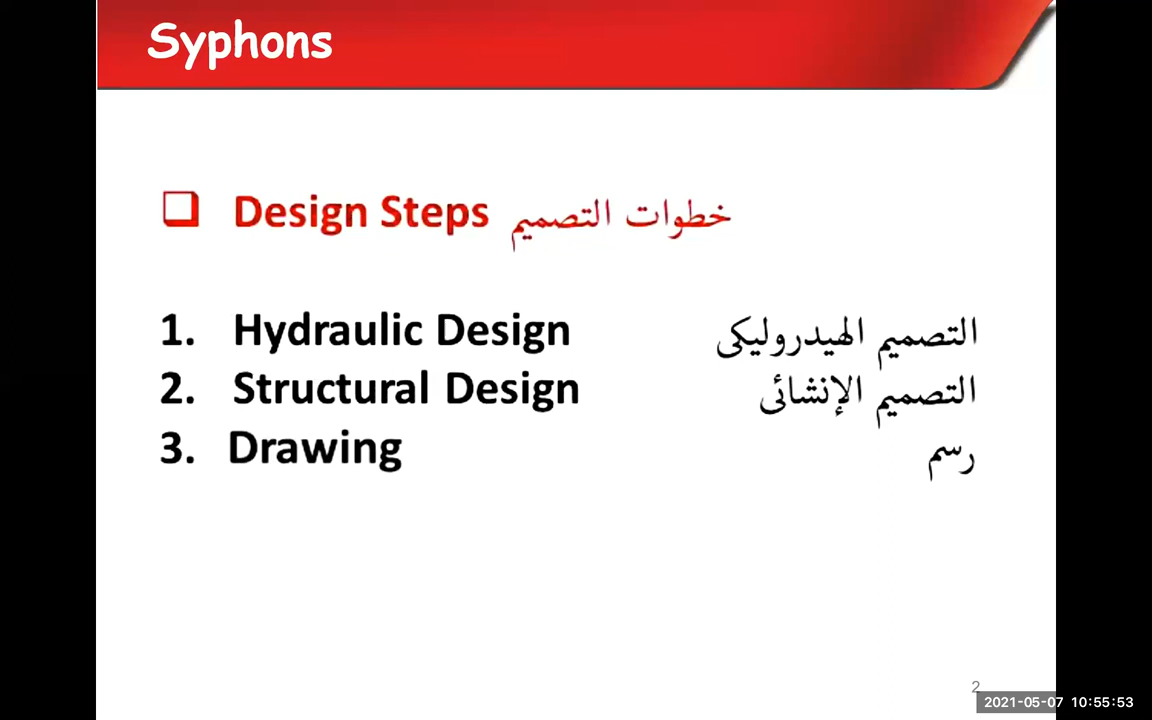 Syphons
❑ Design Steps خطوات التصميم
1. Hydraulic Design التصميم الهيدروليكى
2. Structural Design التصميم الإنشائى
3. Drawing رسم
2
2021-05-07 10:55:53